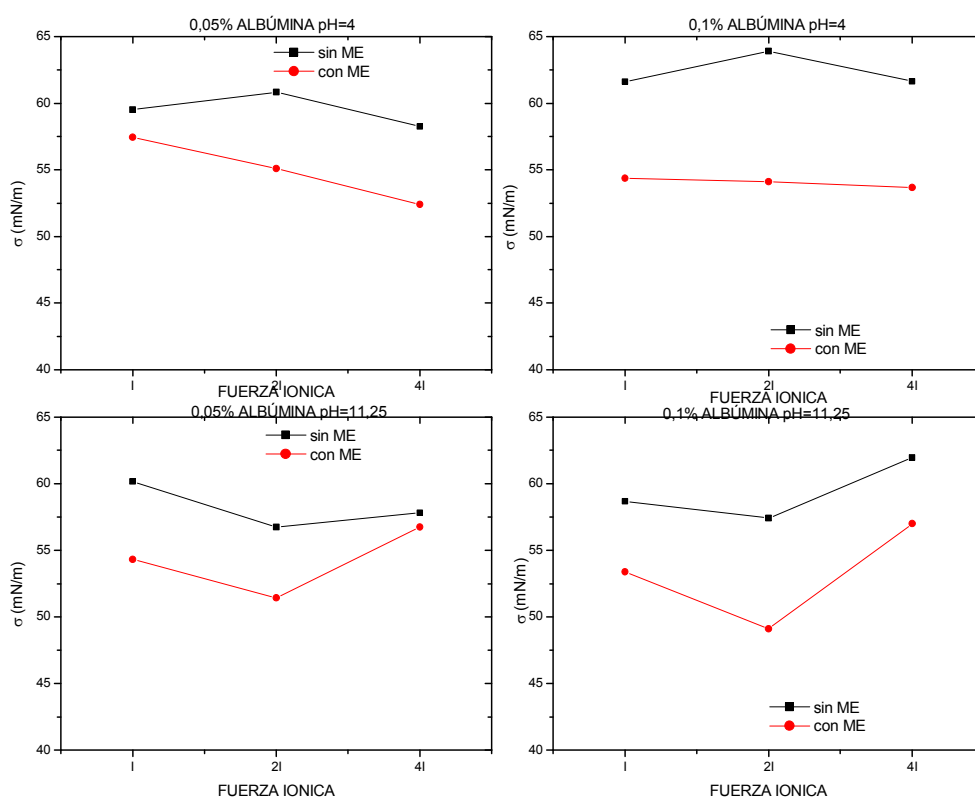 0,05% ALBÚMINA pH=4
sin ME
con ME
65
60
55
50
45
40
σ (mN/m)
I
2I
4I
FUERZA IONICA
0,1% ALBÚMINA pH=4
65
60
55
50
45
40
σ (mN/m)
sin ME
con ME
I
2I
4I
FUERZA IONICA
0,05% ALBÚMINA pH=11,25
sin ME
con ME
65
60
55
50
45
40
σ (mN/m)
I
2I
4I
FUERZA IONICA
0,1% ALBÚMINA pH=11,25
65
60
55
50
45
40
σ (mN/m)
sin ME
con ME
I
2I
4I
FUERZA IONICA